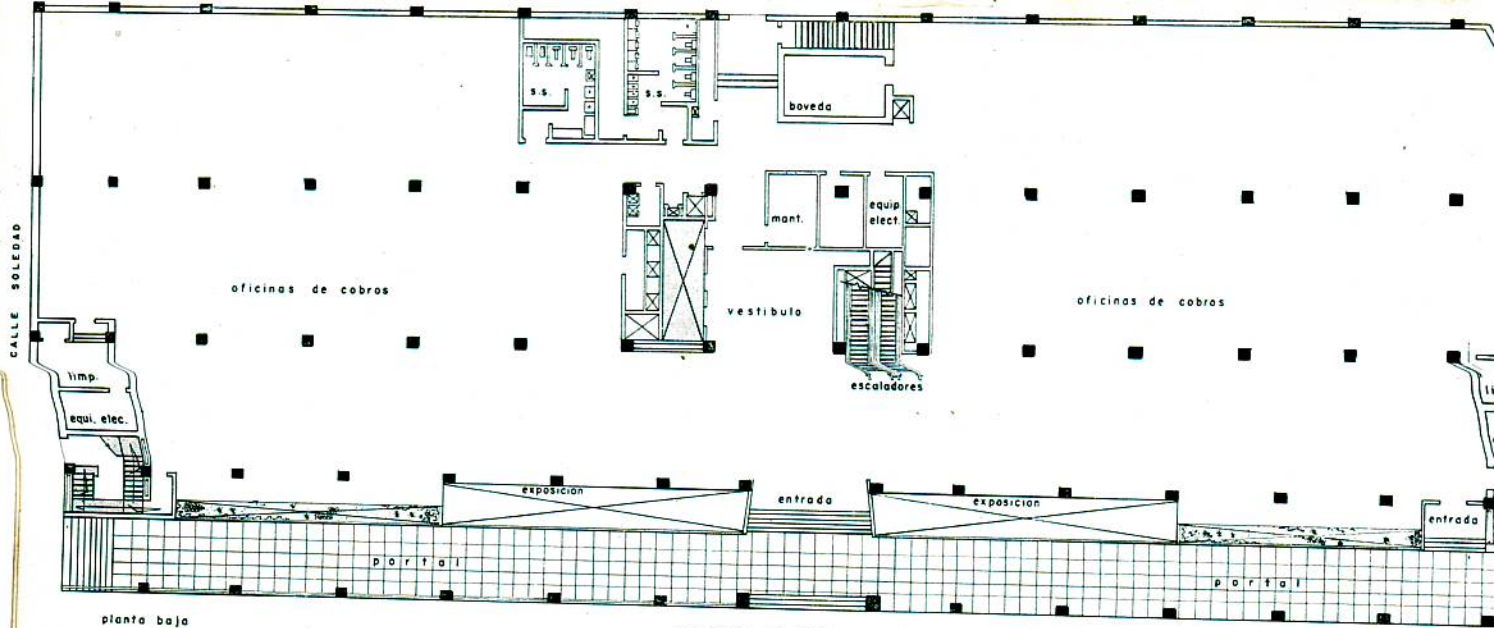 s.s.
s.s.
boveda
mant.
equip
elect.
CALLE SOLEDAD
oficinas de cobros
vestibulo
oficinas de cobros
escaladores
limp.
equi. elec.
exposicion
entrada
exposicion
entrada
portal
portal
planta baja